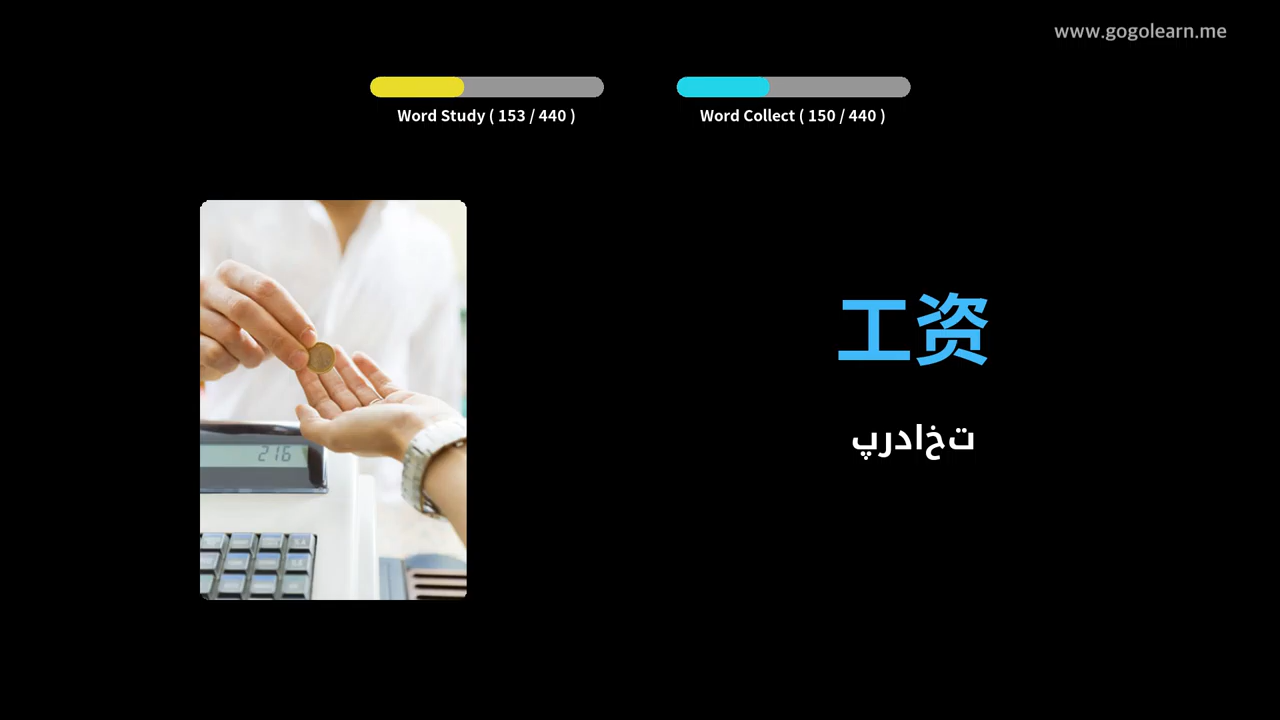 www.gogolearn.me
Word Study ( 153 / 440 )
Word Collect ( 150 / 440 )
工资
تخادرپ
216